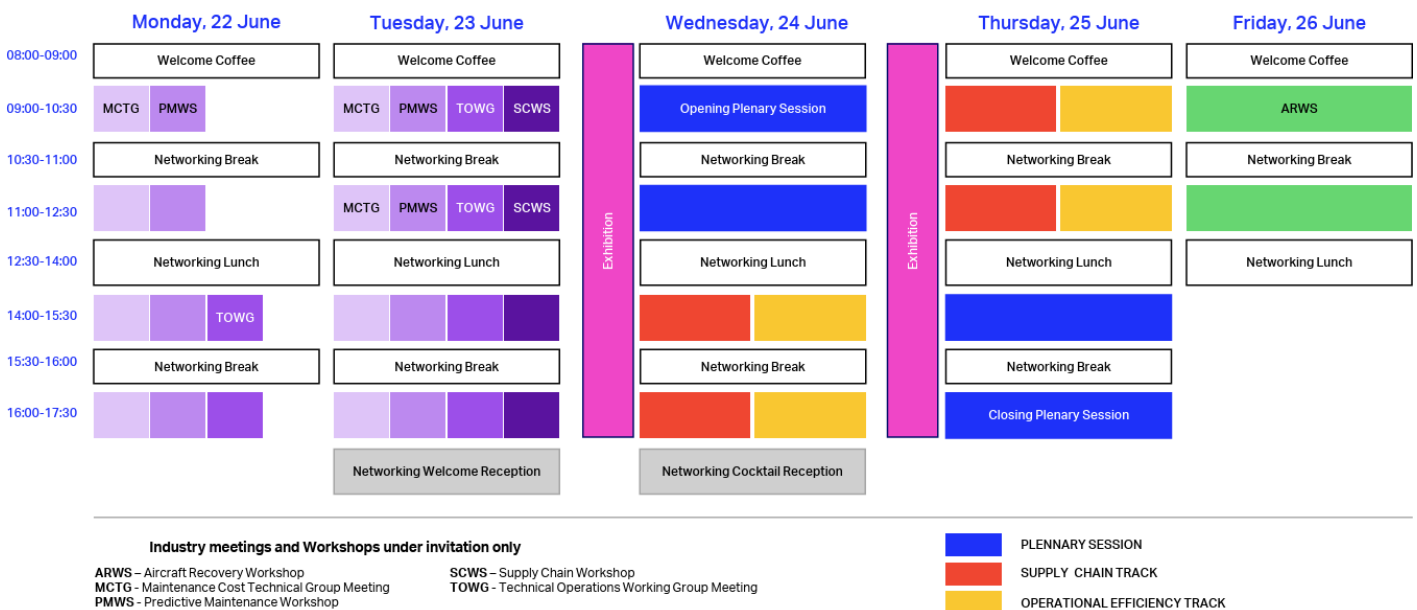 Monday, 22 June Tuesday, 23 June Wednesday, 24 June Thursday, 25 June Friday, 26 June
08:00-09:00 Welcome Coffee Welcome Coffee Welcome Coffee Welcome Coffee Welcome Coffee
09:00-10:30 MCTG PMWS MCTG PMWS TOWG SCWS Opening Plenary Session ARWS
10:30-11:00 Networking Break Networking Break Networking Break Networking Break Networking Break
11:00-12:30 MCTG PMWS TOWG SCWS
Exhibition Exhibition
12:30-14:00 Networking Lunch Networking Lunch Networking Lunch Networking Lunch Networking Lunch
14:00-15:30 TOWG
15:30-16:00 Networking Break Networking Break Networking Break Networking Break
16:00-17:30 Closing Plenary Session
Networking Welcome Reception Networking Cocktail Reception
Industry meetings and Workshops under invitation only
ARWS – Aircraft Recovery Workshop
MCTG - Maintenance Cost Technical Group Meeting
PMWS - Predictive Maintenance Workshop
SCWS – Supply Chain Workshop
TOWG - Technical Operations Working Group Meeting
PLENNARY SESSION
SUPPLY CHAIN TRACK
OPERATIONAL EFFICIENCY TRACK